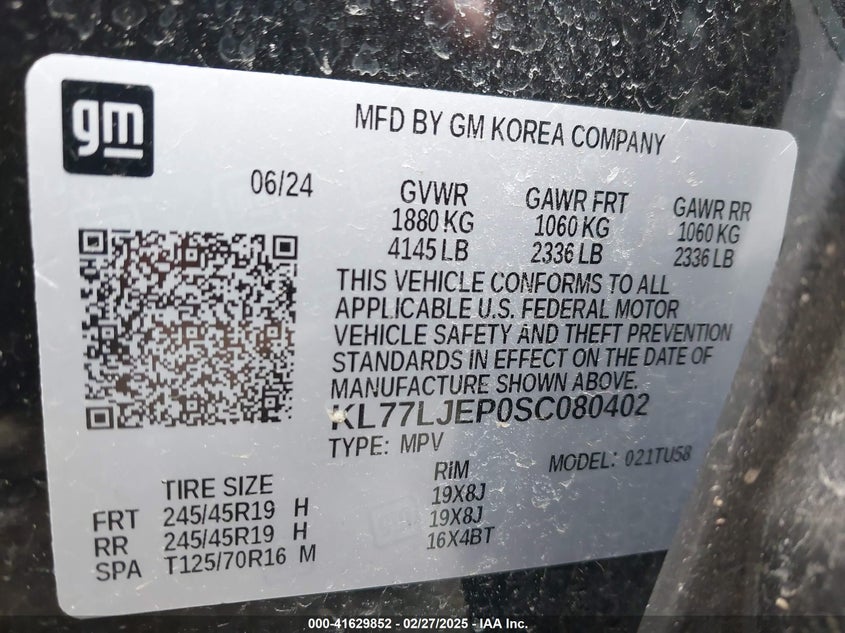 gm
MFD BY GM KOREA COMPANY
06/24
GVWR GAWR FRT GAWR RR
1880 KG 1060 KG 1060 KG
4145 LB 2336 LB 2336 LB
THIS VEHICLE CONFORMS TO ALL
APPLICABLE U.S. FEDERAL MOTOR
VEHICLE SAFETY AND THEFT PREVENTION
STANDARDS IN EFFECT ON THE DATE OF
MANUFACTURE SHOWN ABOVE.
KL77LJEP0SC080402
TYPE: MPV MODEL: 021TU58
TIRE SIZE RIM
FRT 245/45R19 H 19X8J
RR 245/45R19 H 19X8J
SPA T125/70R16 M 16X4BT
000-41629852 - 02/27/2025 - IAA Inc.